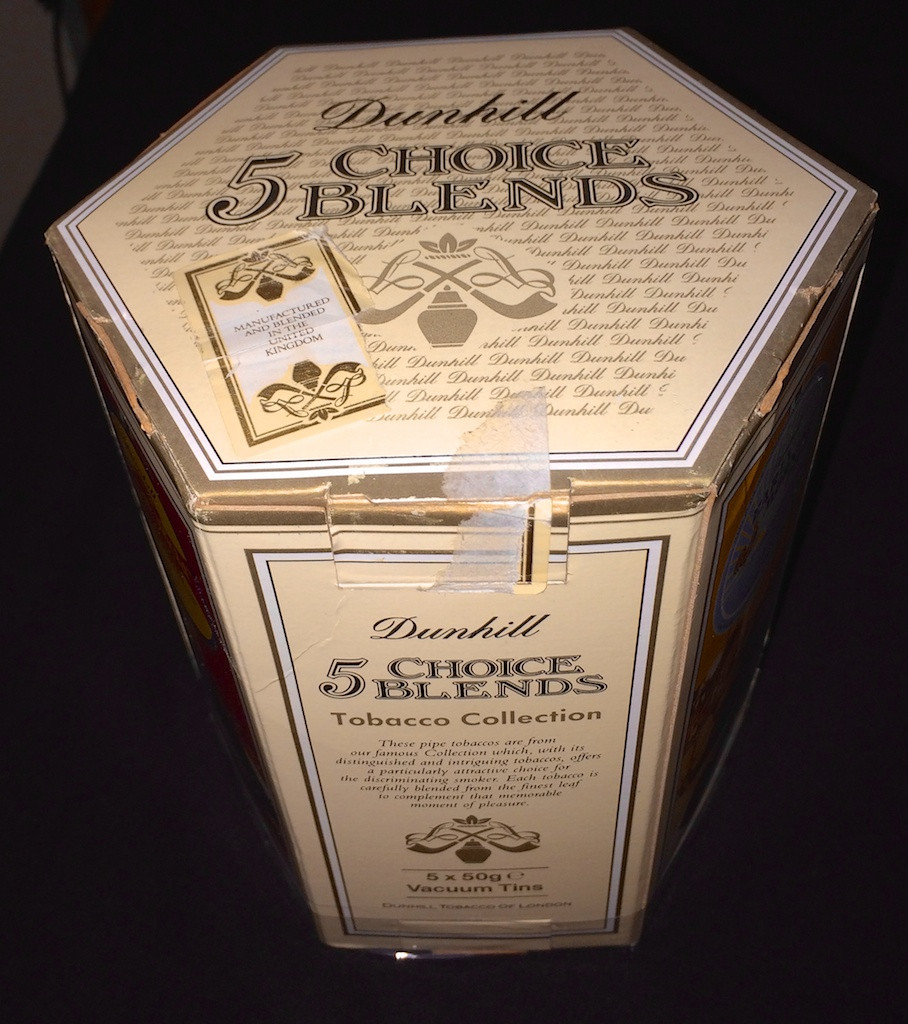 Dunhill
5 CHOICE
BLENDS
MANUFACTURED
AND BLENDED
IN THE
UNITED
KINGDOM
Dunhill
5 CHOICE
BLENDS
Tobacco Collection
These pipe tobaccos are from
our famous Collection which, with its
distinguished and intriguing tobaccos, offers
a particularly attractive choice for
the discriminating smoker. Each tobacco is
carefully blended from the finest leaf
to complement that memorable
moment of pleasure.
5 x 50g ℮
Vacuum Tins
DUNHILL TOBACCO OF LONDON